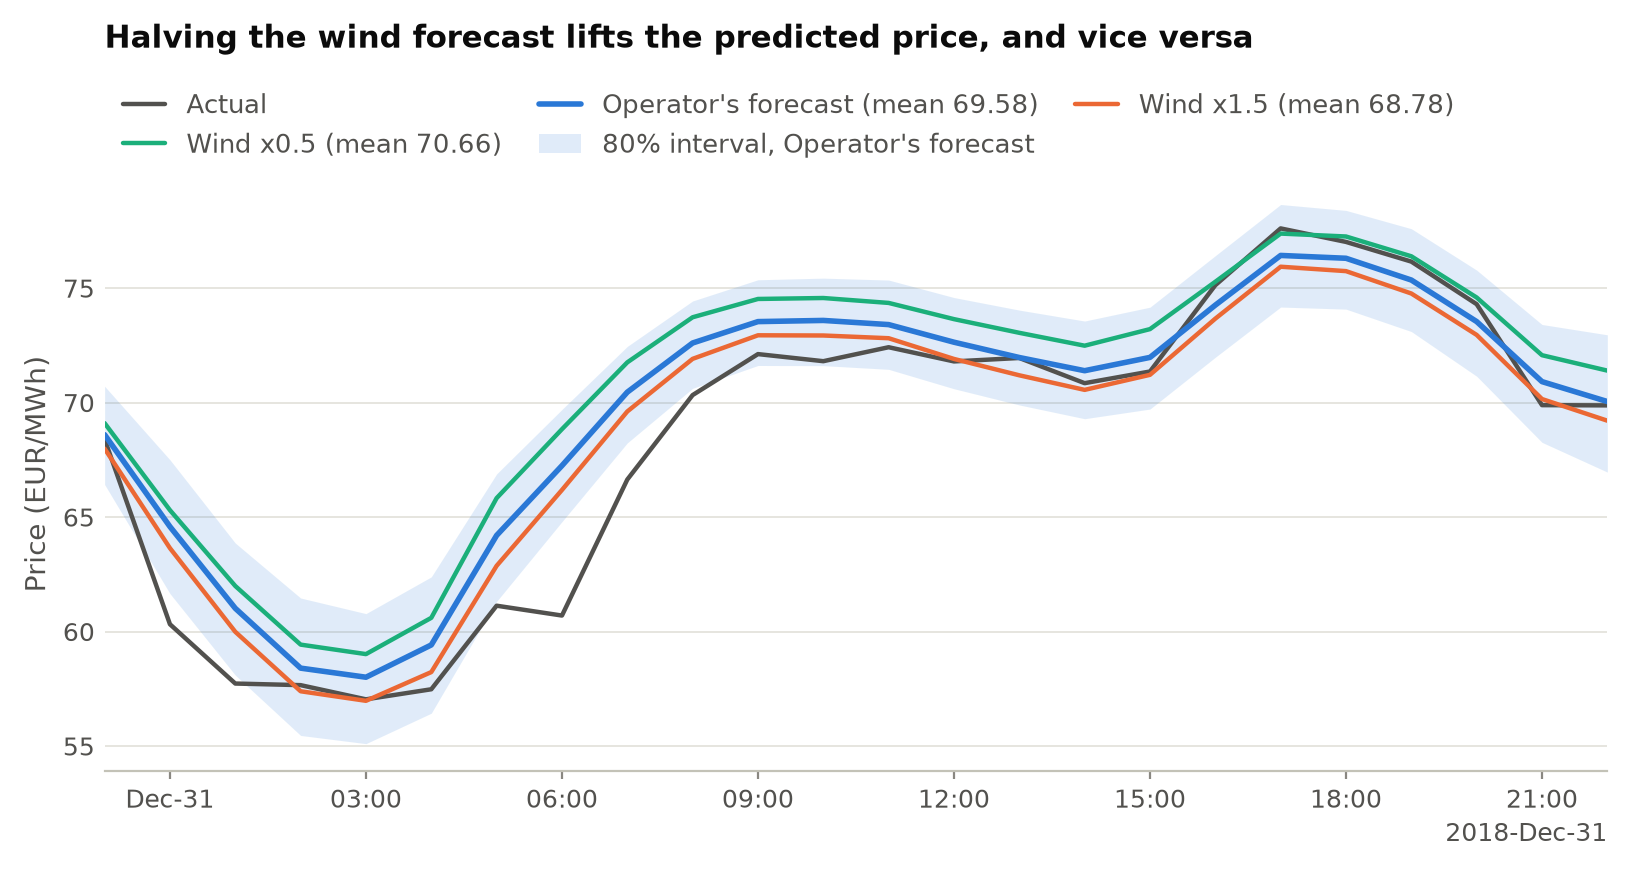 Halving the wind forecast lifts the predicted price, and vice versa
Actual
Operator's forecast (mean 69.58)
Wind x1.5 (mean 68.78)
Wind x0.5 (mean 70.66)
80% interval, Operator's forecast
Price (EUR/MWh)
75
70
65
60
55
Dec-31
03:00
06:00
09:00
12:00
15:00
18:00
21:00
2018-Dec-31